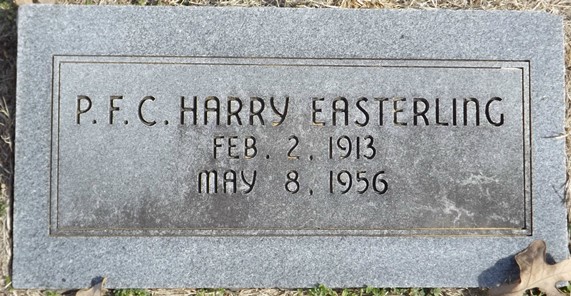 P.F.C. HARRY EASTERLING
FEB. 2, 1913
MAY 8, 1956